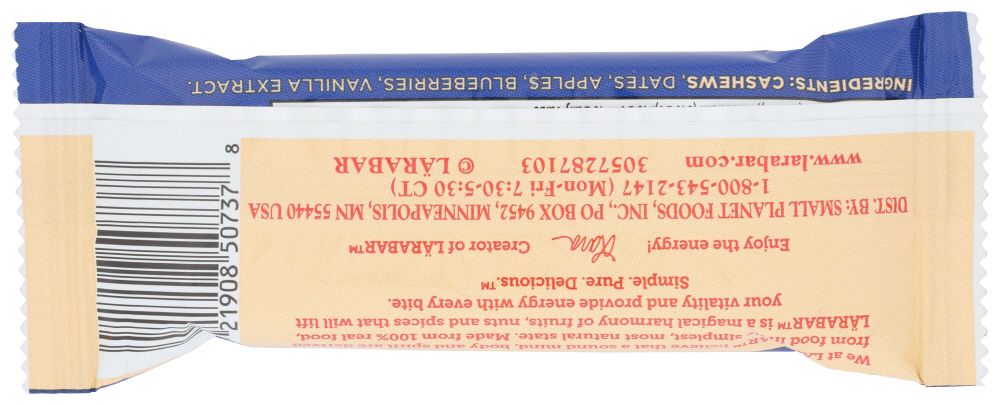 We at LÄRABAR™ believe that a sound mind, body and spirit are derived
from food in its simplest, most natural state. Made from 100% real food,
LÄRABAR™ is a magical harmony of fruits, nuts and spices that will lift
your vitality and provide energy with every bite.
Simple. Pure. Delicious.™
Enjoy the energy! Lara Creator of LÄRABAR™
DIST. BY: SMALL PLANET FOODS, INC., PO BOX 9452, MINNEAPOLIS, MN 55440 USA
1-800-543-2147 (Mon-Fri 7:30-5:30 CT)
www.larabar.com 3057287103 © LÄRABAR
21908 50737 8
INGREDIENTS: CASHEWS, DATES, APPLES, BLUEBERRIES, VANILLA EXTRACT.